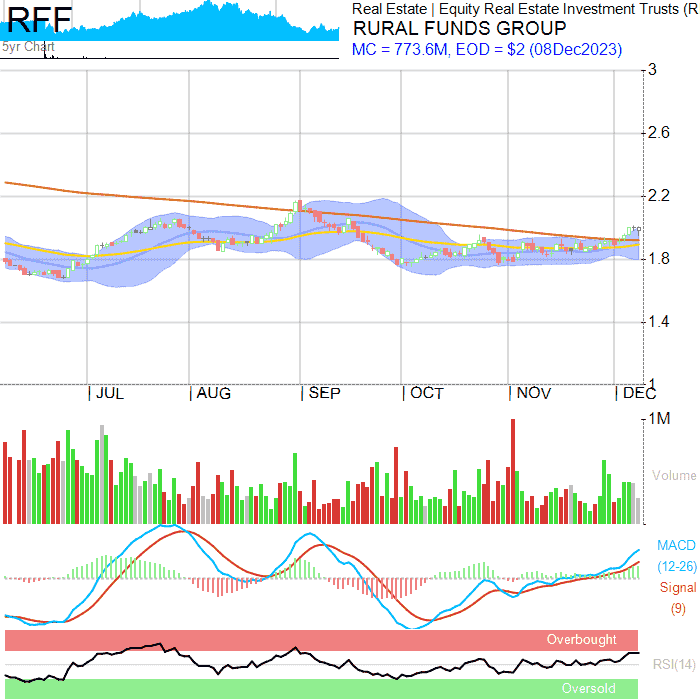 RFF
5yr Chart
Real Estate | Equity Real Estate Investment Trusts (R
RURAL FUNDS GROUP
MC = 773.6M, EOD = $2 (08Dec2023)
3
2.6
2.2
1.8
1.4
1
JUL AUG SEP OCT NOV DEC
1M
Volume
MACD
(12-26)
Signal
(9)
Overbought
RSI(14)
Oversold